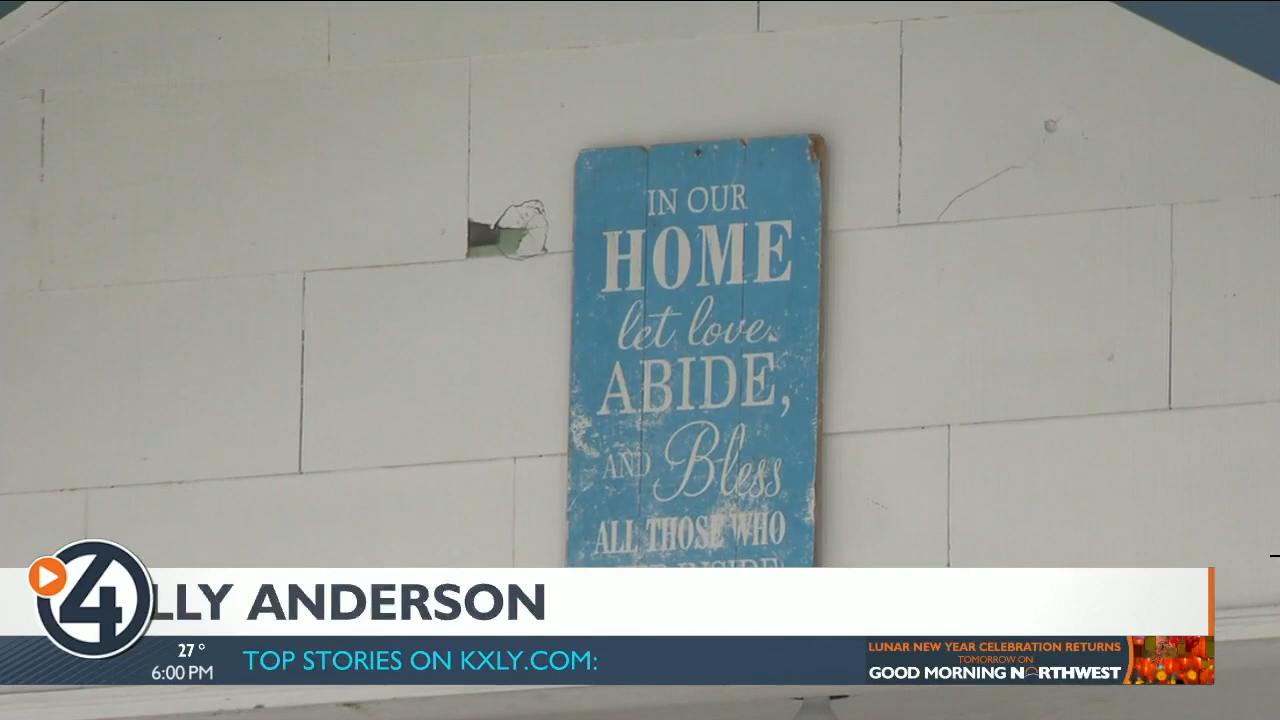 IN OUR
HOME
let love
ABIDE,
AND Bless
ALL THOSE WHO
INSIDE
LLY ANDERSON
4
27°
6:00 PM
TOP STORIES ON KXLY.COM:
LUNAR NEW YEAR CELEBRATION RETURNS
TOMORROW ON
GOOD MORNING NORTHWEST